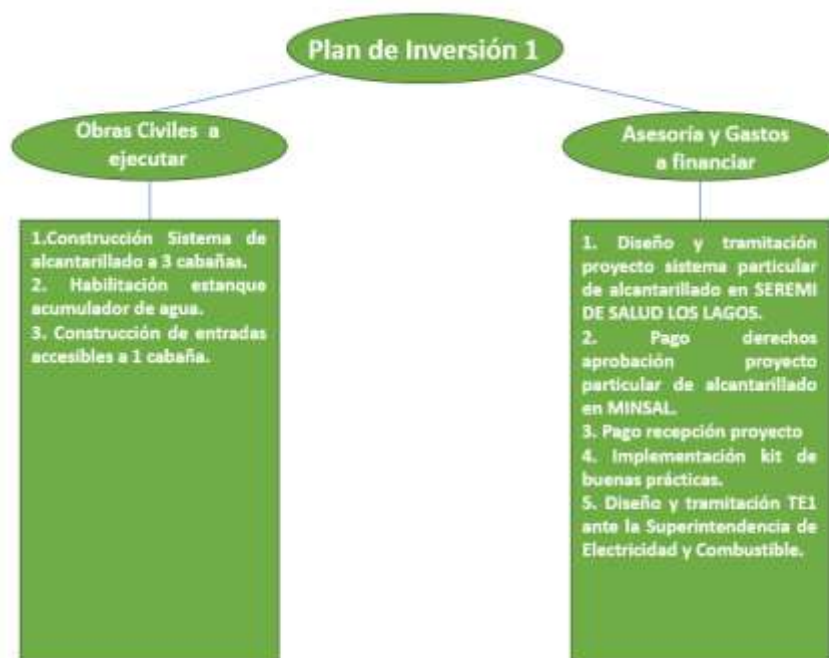 Plan de Inversión 1
Obras Civiles a
ejecutar
Asesoría y Gastos
a financiar
1.Construcción Sistema de
alcantarillado a 3 cabañas.
2. Habilitación estanque
acumulador de agua.
3. Construcción de entradas
accesibles a 1 cabaña.
1. Diseño y tramitación
proyecto sistema particular
de alcantarillado en SEREMI
DE SALUD LOS LAGOS.
2. Pago derechos
aprobación proyecto
particular de alcantarillado
en MINSAL.
3. Pago recepción proyecto
4. Implementación kit de
buenas prácticas.
5. Diseño y tramitación TE1
ante la Superintendencia de
Electricidad y Combustible.